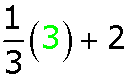 1/3(3) + 2